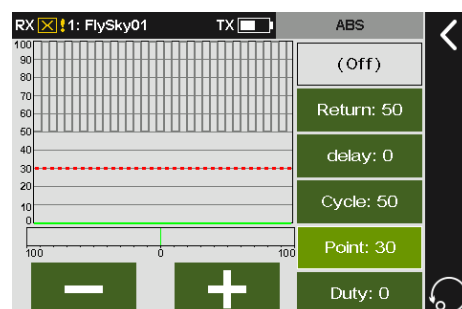 RX !1: FlySky01 TX ABS
100
90
80
70
60
50
40
30
20
10
0
100 0 100
(Off)
Return: 50
delay: 0
Cycle: 50
Point: 30
Duty: 0